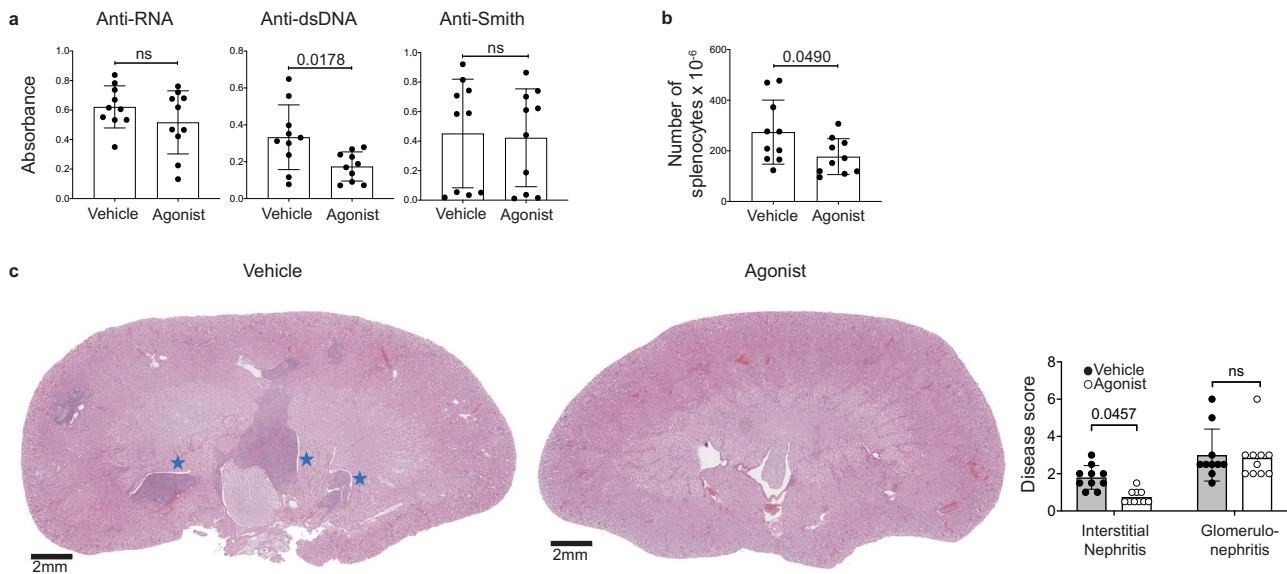 a
Anti-RNA
Anti-dsDNA
Anti-Smith
b
Absorbance
1.0
0.8
0.6
0.4
0.2
0.0
ns
Vehicle
Agonist
0.8
0.6
0.4
0.2
0.0
0.0178
Vehicle
Agonist
1.0
0.8
0.6
0.4
0.2
0.0
ns
Vehicle
Agonist
Number of
splenocytes x 10-6
600
400
200
0
0.0490
Vehicle
Agonist
c
Vehicle
Agonist
2mm
2mm
Disease score
8
6
4
2
0
Vehicle
Agonist
0.0457
ns
Interstitial
Nephritis
Glomerulo-
nephritis